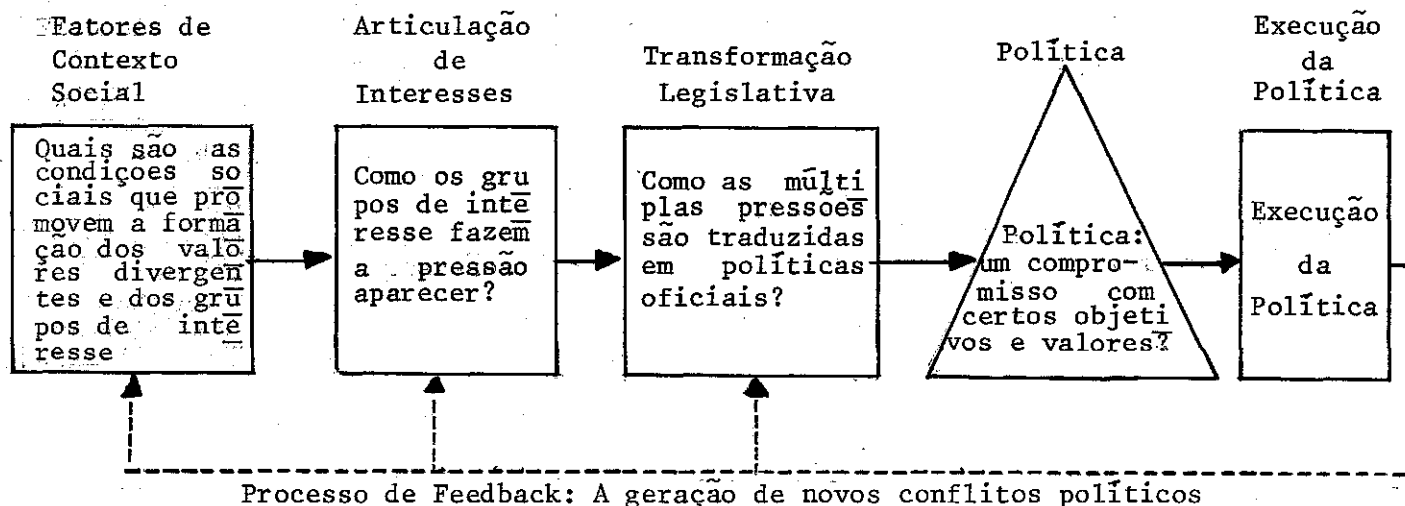 Fatores de
Contexto
Social
Quais são as
condições so
ciais que pro
movem a forma
ção dos valo
res divergen
tes e dos gru
pos de inte
resse
Articulação
de
Interesses
Como os gru
pos de inte
resse fazem
a pressão
aparecer?
Transformação
Legislativa
Como as múlti
plas pressões
são traduzidas
em políticas
oficiais?
Política
Política:
um compro-
misso com
certos objeti
vos e valores?
Execução
da
Política
Execução
da
Política
Processo de Feedback: A geração de novos conflitos políticos